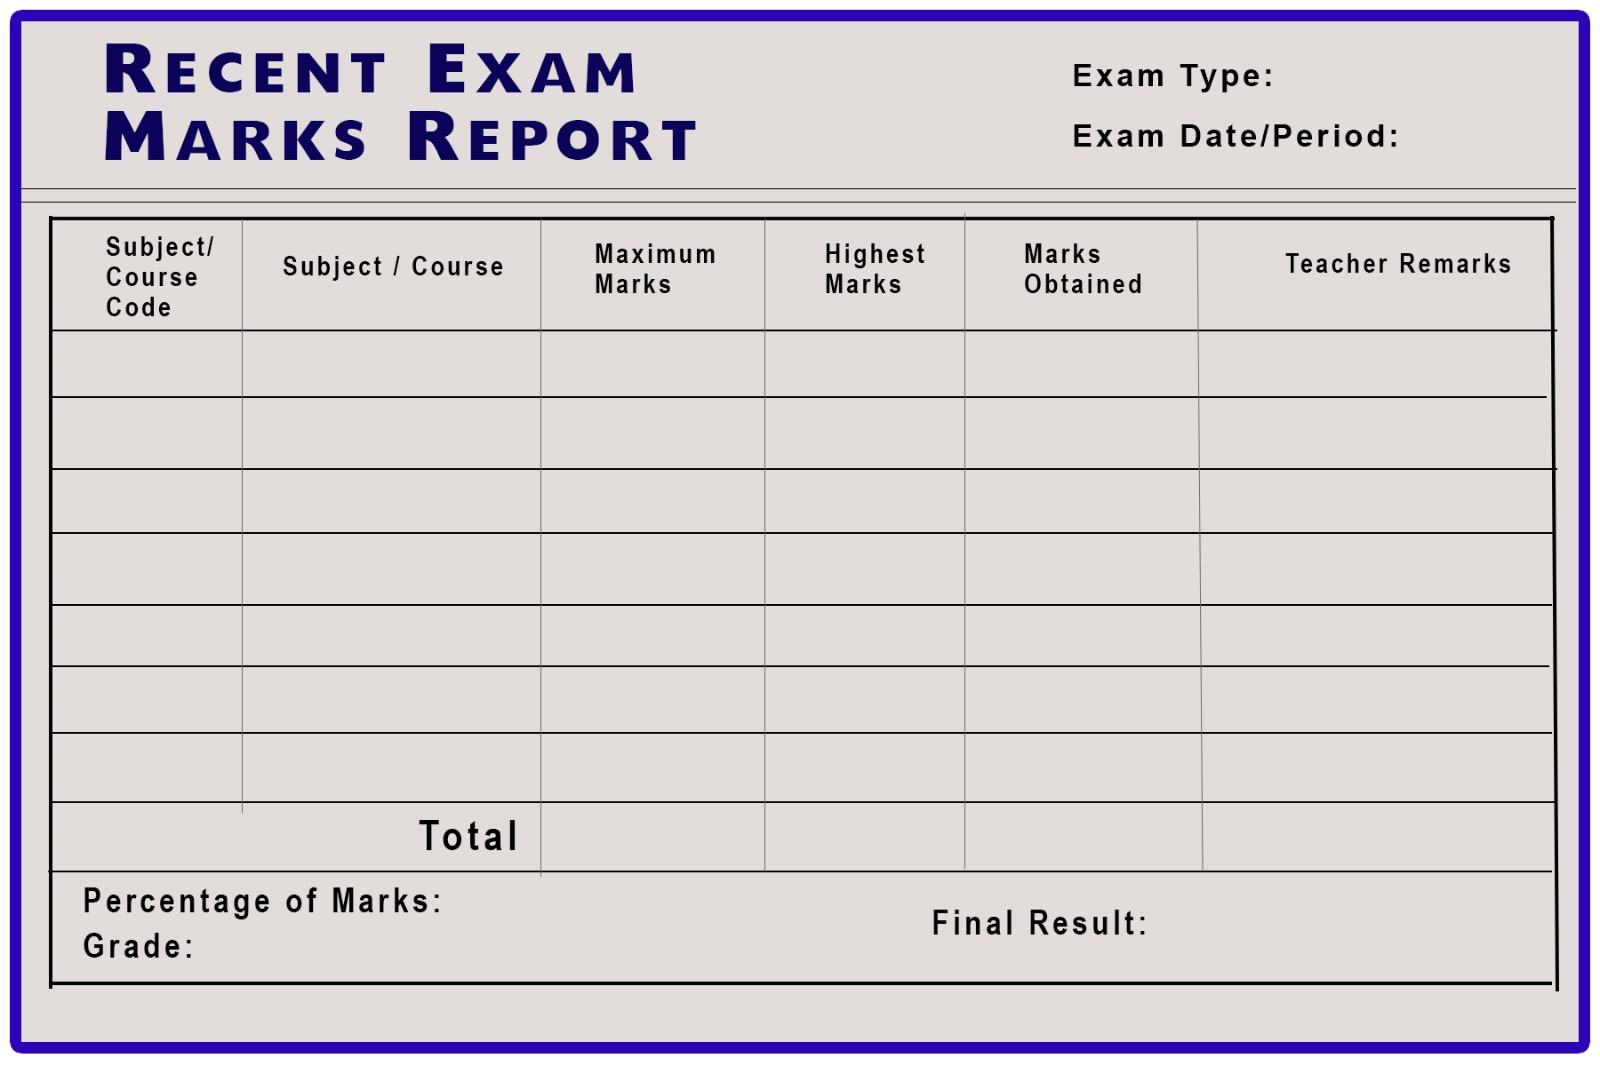 RECENT EXAM
MARKS REPORT
Exam Type:
Exam Date/Period:
Subject/
Course
Code
Subject / Course
Maximum
Marks
Highest
Marks
Marks
Obtained
Teacher Remarks
Total
Percentage of Marks:
Grade:
Final Result: